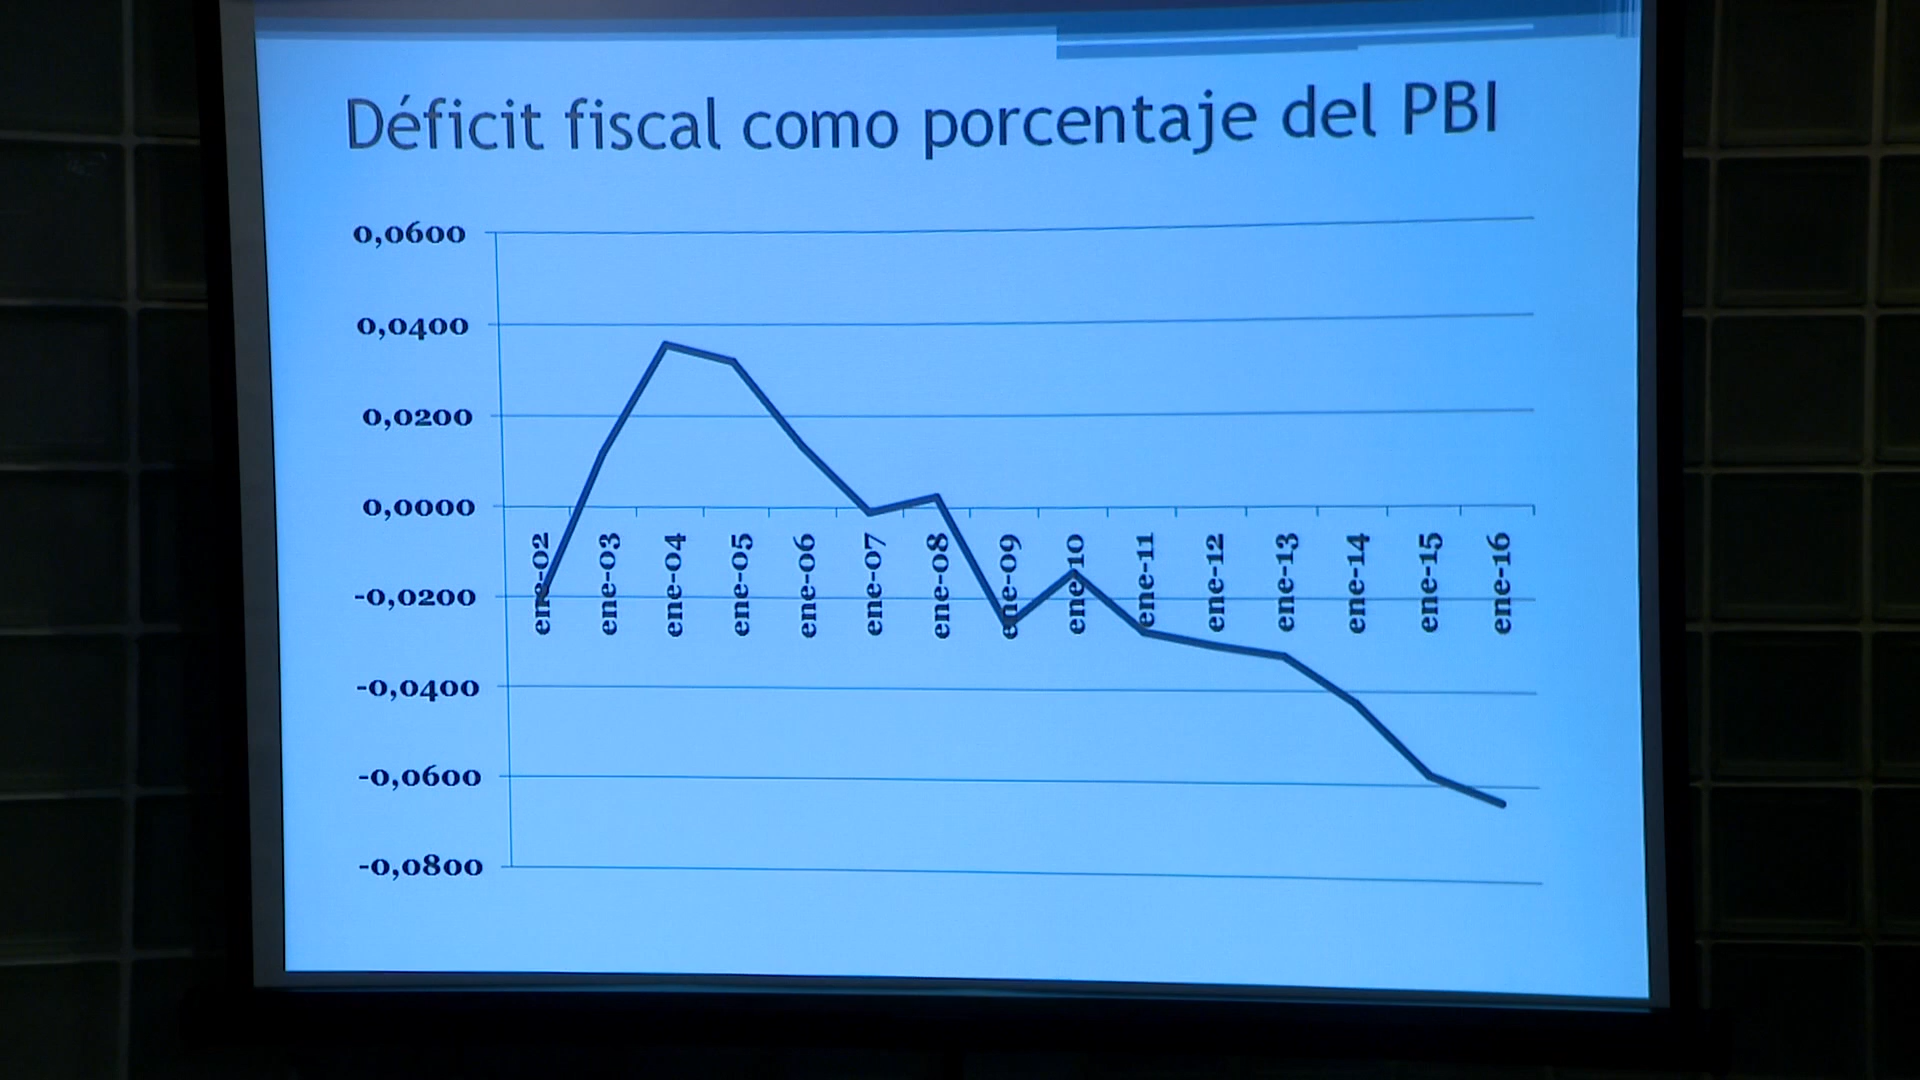 Déficit fiscal como porcentaje del PBI
0,0600
0,0400
0,0200
0,0000
-0,0200
-0,0400
-0,0600
-0,0800
ene-02
ene-03
ene-04
ene-05
ene-06
ene-07
ene-08
ene-09
ene-10
ene-11
ene-12
ene-13
ene-14
ene-15
ene-16